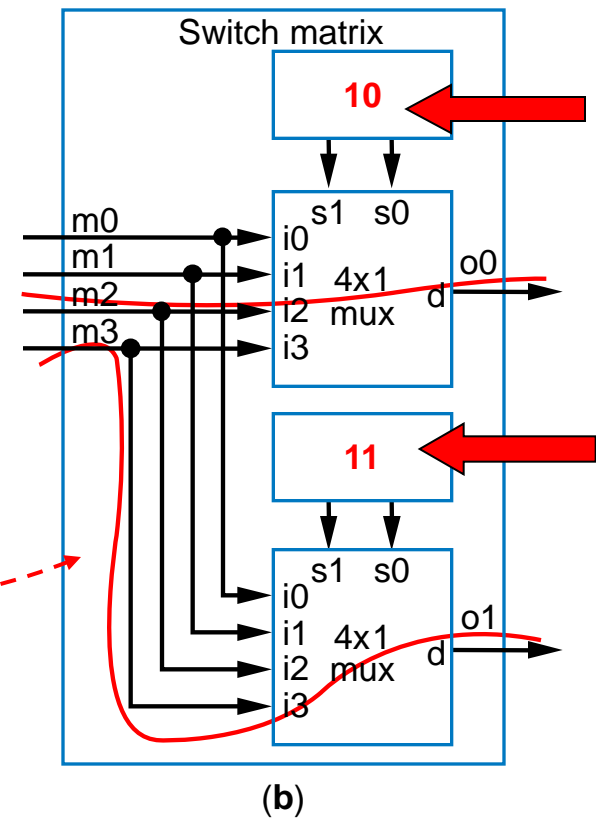 Switch matrix
10
s1 s0
m0
i0
m1
i1
4x1
o0
m2
i2
mux
d
m3
i3
11
s1 s0
i0
i1
4x1
o1
i2
mux
d
i3
(b)